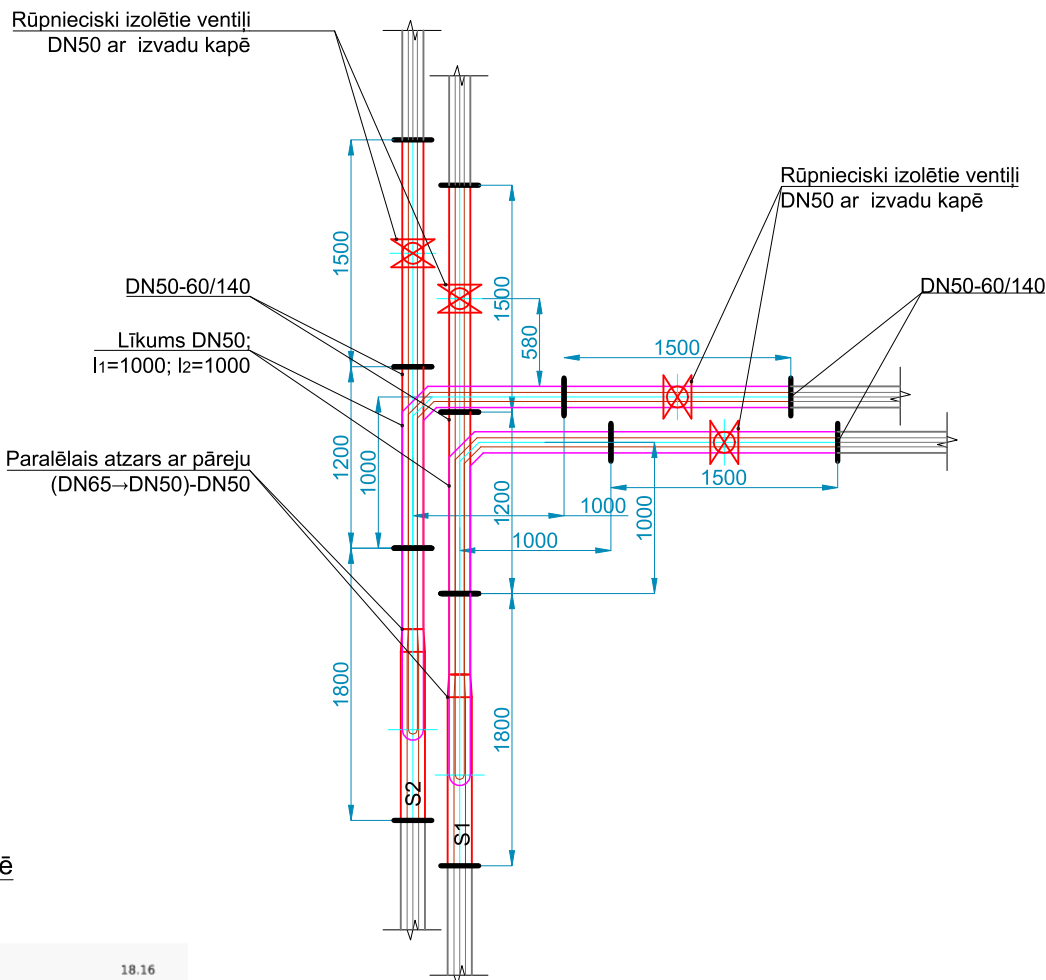 Rūpnieciski izolētie ventiļi
DN50 ar izvadu kapē
Rūpnieciski izolētie ventiļi
DN50 ar izvadu kapē
1500
1500
580
DN50-60/140
DN50-60/140
Līkums DN50;
l1=1000; l2=1000
1500
1200
1000
Paralēlais atzars ar pāreju
(DN65→DN50)-DN50
1500
1200
1000
1000
1000
1800
1800
S2
S1
ē
18.16